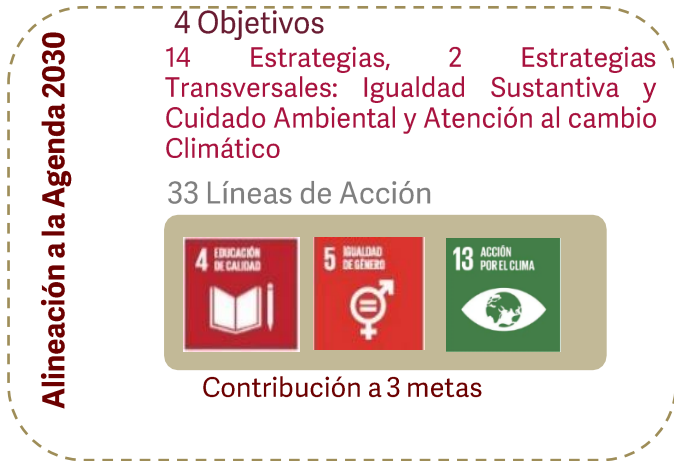 Alineación a la Agenda 2030
4 Objetivos
14 Estrategias, 2 Estrategias
Transversales: Igualdad Sustantiva y
Cuidado Ambiental y Atención al cambio
Climático
33 Líneas de Acción
4 EDUCACIÓN
DE CALIDAD
5 IGUALDAD
DE GÉNERO
13 ACCIÓN
POR EL CLIMA
Contribución a 3 metas